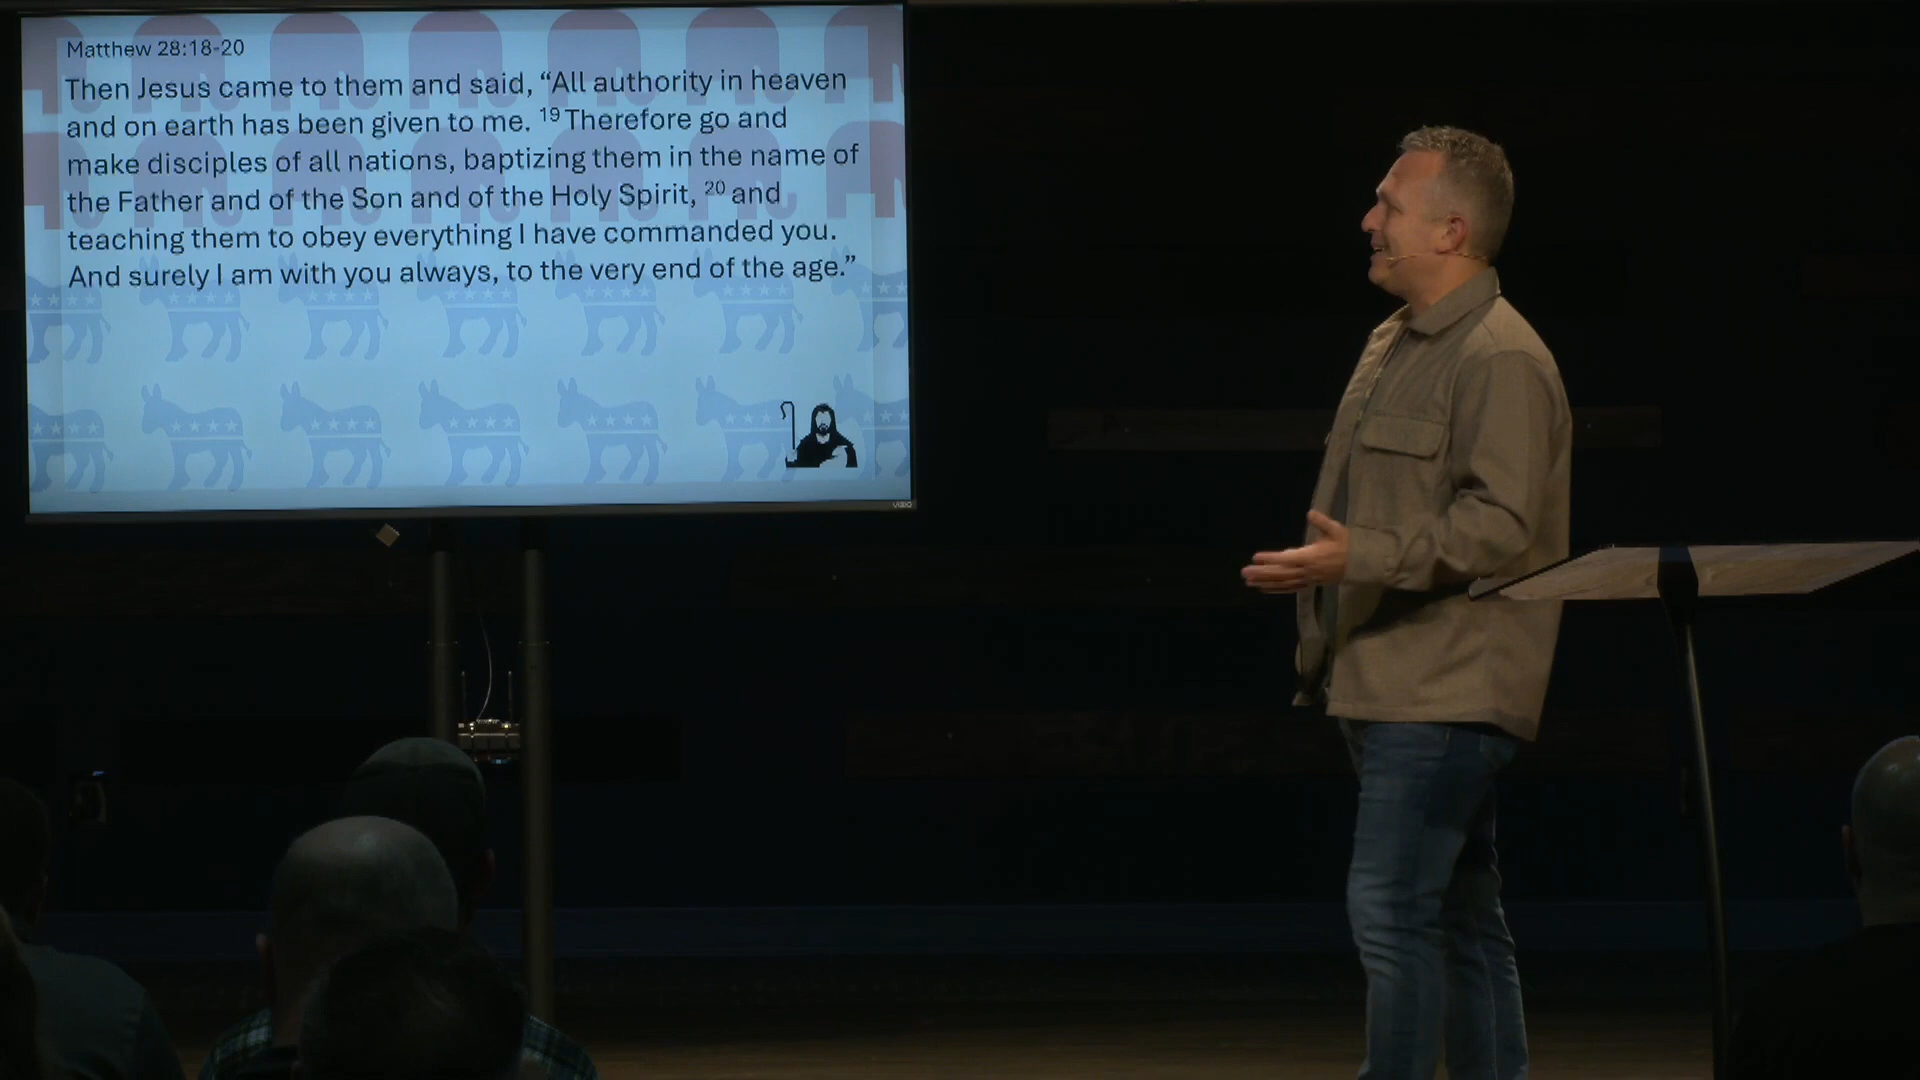 Matthew 28:18-20
Then Jesus came to them and said, “All authority in heaven
and on earth has been given to me. 19 Therefore go and
make disciples of all nations, baptizing them in the name of
the Father and of the Son and of the Holy Spirit, 20 and
teaching them to obey everything I have commanded you.
And surely I am with you always, to the very end of the age.”
VIZIO